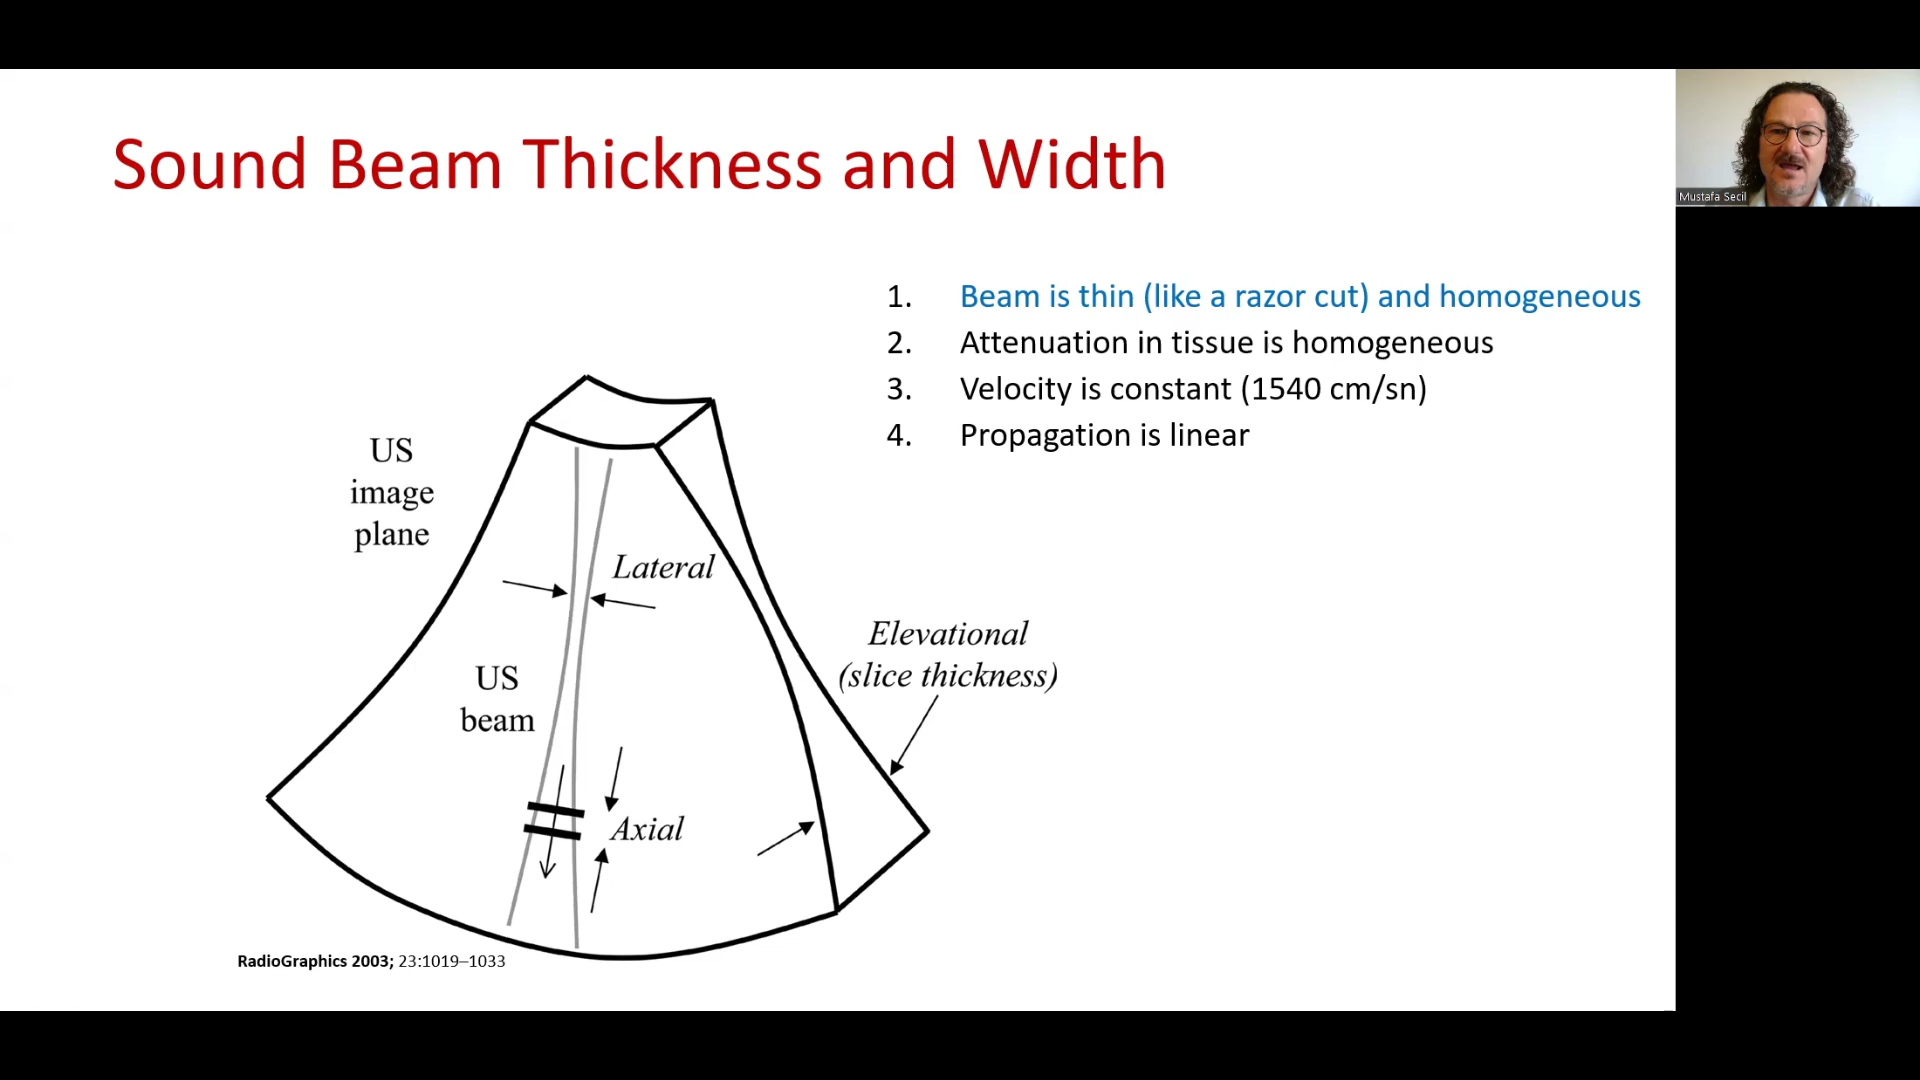 Sound Beam Thickness and Width
Mustafa Secil
1. Beam is thin (like a razor cut) and homogeneous
2. Attenuation in tissue is homogeneous
3. Velocity is constant (1540 cm/sn)
4. Propagation is linear
US
image
plane
Lateral
Elevational
(slice thickness)
US
beam
Axial
RadioGraphics 2003; 23:1019–1033